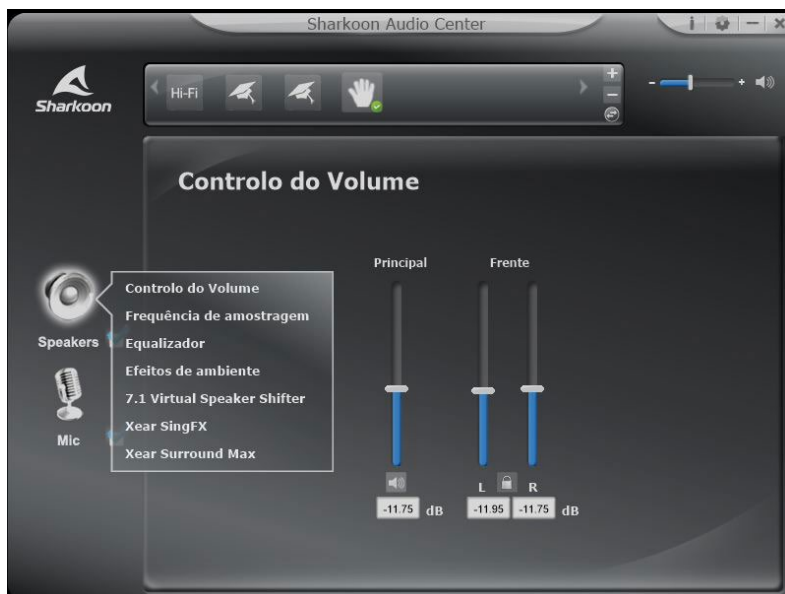 Sharkoon Audio Center
Sharkoon
Hi-Fi
Controlo do Volume
Principal Frente
Speakers
Controlo do Volume
Frequência de amostragem
Equalizador
Efeitos de ambiente
7.1 Virtual Speaker Shifter
Xear SingFX
Xear Surround Max
Mic
L R
-11.75 dB -11.95 -11.75 dB